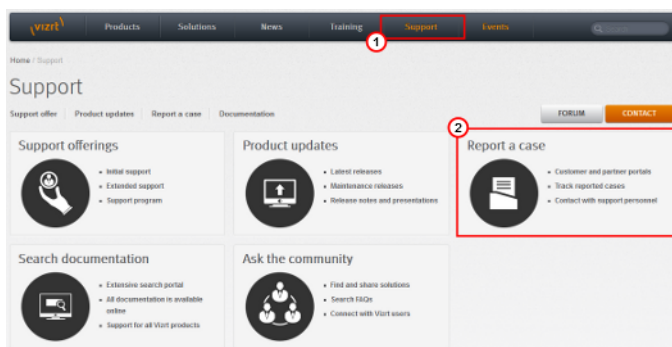 (vizrt)
Products
Solutions
News
Training
Support
Events
1
Home / Support
Support
Support offer
Product updates
Report a case
Documentation
FORUM
CONTACT
2
Support offerings
Initial support
Extended support
Support program
Product updates
Latest releases
Maintenance releases
Release notes and presentations
Report a case
Customer and partner portals
Track reported cases
Contact with support personnel
Search documentation
Extensive search portal
All documentation is available
online
Support for all Vizrt products
Ask the community
Find and share solutions
Search FAQs
Connect with Vizrt users